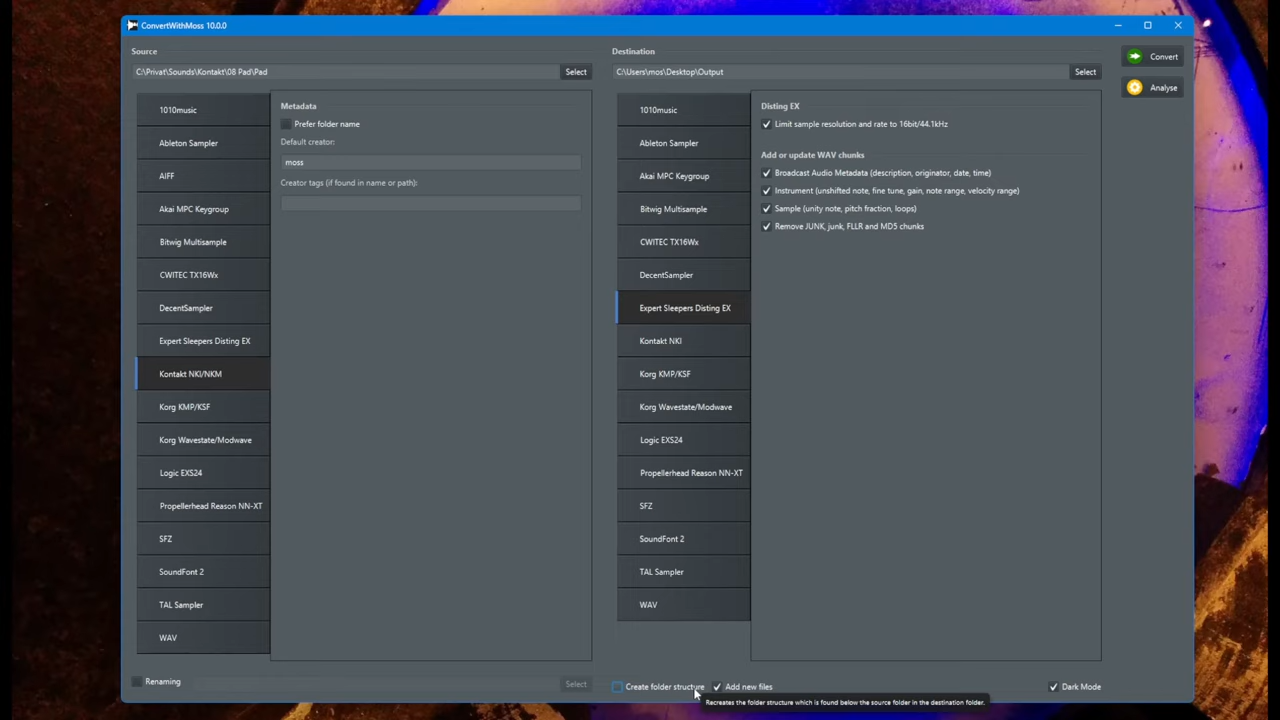 ConvertWithMoss 10.0.0
Source
C:\Privat\Sounds\Kontakt\08 Pad\Pad
Select
1010music
Ableton Sampler
AIFF
Akai MPC Keygroup
Bitwig Multisample
CWITEC TX16Wx
DecentSampler
Expert Sleepers Disting EX
Kontakt NKI/NKM
Korg KMP/KSF
Korg Wavestate/Modwave
Logic EXS24
Propellerhead Reason NN-XT
SFZ
SoundFont 2
TAL Sampler
WAV
Metadata
Prefer folder name
Default creator:
moss
Creator tags (if found in name or path):
Renaming
Select
Destination
C:\Users\mos\Desktop\Output
Select
1010music
Ableton Sampler
Akai MPC Keygroup
Bitwig Multisample
CWITEC TX16Wx
DecentSampler
Expert Sleepers Disting EX
Kontakt NKI
Korg KMP/KSF
Korg Wavestate/Modwave
Logic EXS24
Propellerhead Reason NN-XT
SFZ
SoundFont 2
TAL Sampler
WAV
Disting EX
Limit sample resolution and rate to 16bit/44.1kHz
Add or update WAV chunks
Broadcast Audio Metadata (description, originator, date, time)
Instrument (unshifted note, fine tune, gain, note range, velocity range)
Sample (unity note, pitch fraction, loops)
Remove JUNK, junk, FLLR and MD5 chunks
Create folder structure
Add new files
Dark Mode
Recreates the folder structure which is found below the source folder in the destination folder.
Convert
Analyse